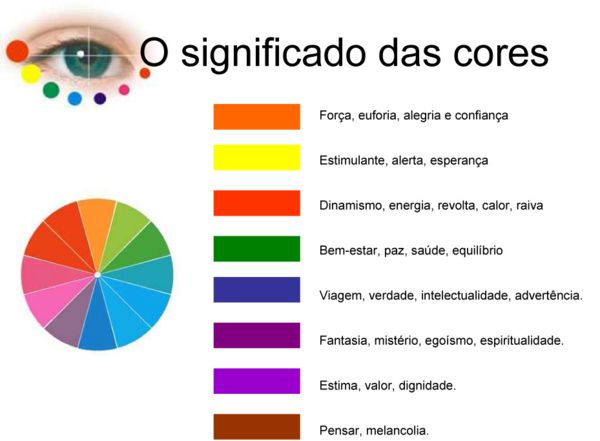 O significado das cores
Força, euforia, alegria e confiança
Estimulante, alerta, esperança
Dinamismo, energia, revolta, calor, raiva
Bem-estar, paz, saúde, equilíbrio
Viagem, verdade, intelectualidade, advertência.
Fantasia, mistério, egoísmo, espiritualidade.
Estima, valor, dignidade.
Pensar, melancolia.